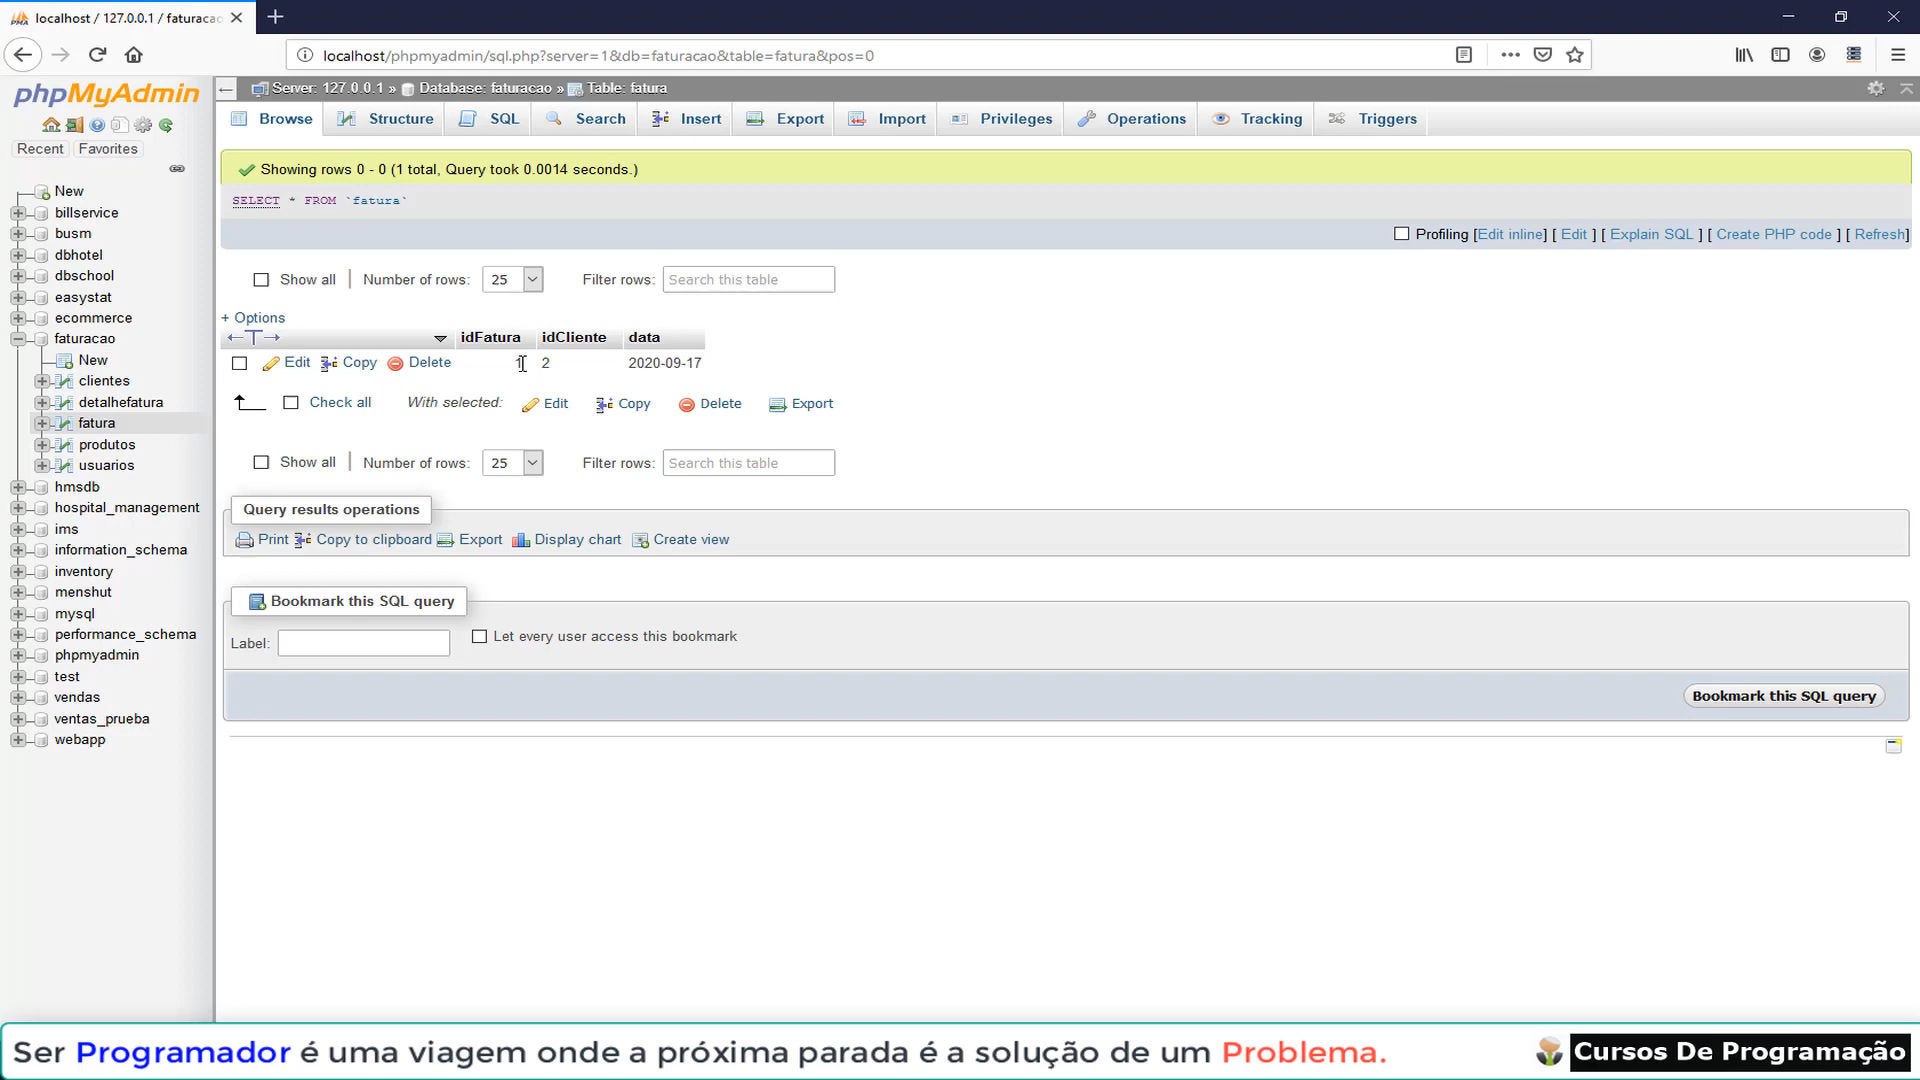 localhost / 127.0.0.1 / faturacao
localhost/phpmyadmin/sql.php?server=1&db=faturacao&table=fatura&pos=0
phpMyAdmin
Recent Favorites
New
billservice
busm
dbhotel
dbschool
easystat
ecommerce
faturacao
New
clientes
detalhefatura
fatura
produtos
usuarios
hmsdb
hospital_management
ims
information_schema
inventory
menshut
mysql
performance_schema
phpmyadmin
test
vendas
ventas_prueba
webapp
Server: 127.0.0.1 » Database: faturacao » Table: fatura
Browse Structure SQL Search Insert Export Import Privileges Operations Tracking Triggers
Showing rows 0 - 0 (1 total, Query took 0.0014 seconds.)
SELECT * FROM `fatura`
Profiling [Edit inline] [ Edit ] [ Explain SQL ] [ Create PHP code ] [ Refresh]
Show all | Number of rows: 25 Filter rows: Search this table
+ Options
←T→ idFatura idCliente data
Edit Copy Delete 1 2 2020-09-17
Check all With selected: Edit Copy Delete Export
Show all | Number of rows: 25 Filter rows: Search this table
Query results operations
Print Copy to clipboard Export Display chart Create view
Bookmark this SQL query
Label: Let every user access this bookmark
Bookmark this SQL query
Ser Programador é uma viagem onde a próxima parada é a solução de um Problema.
Cursos De Programação